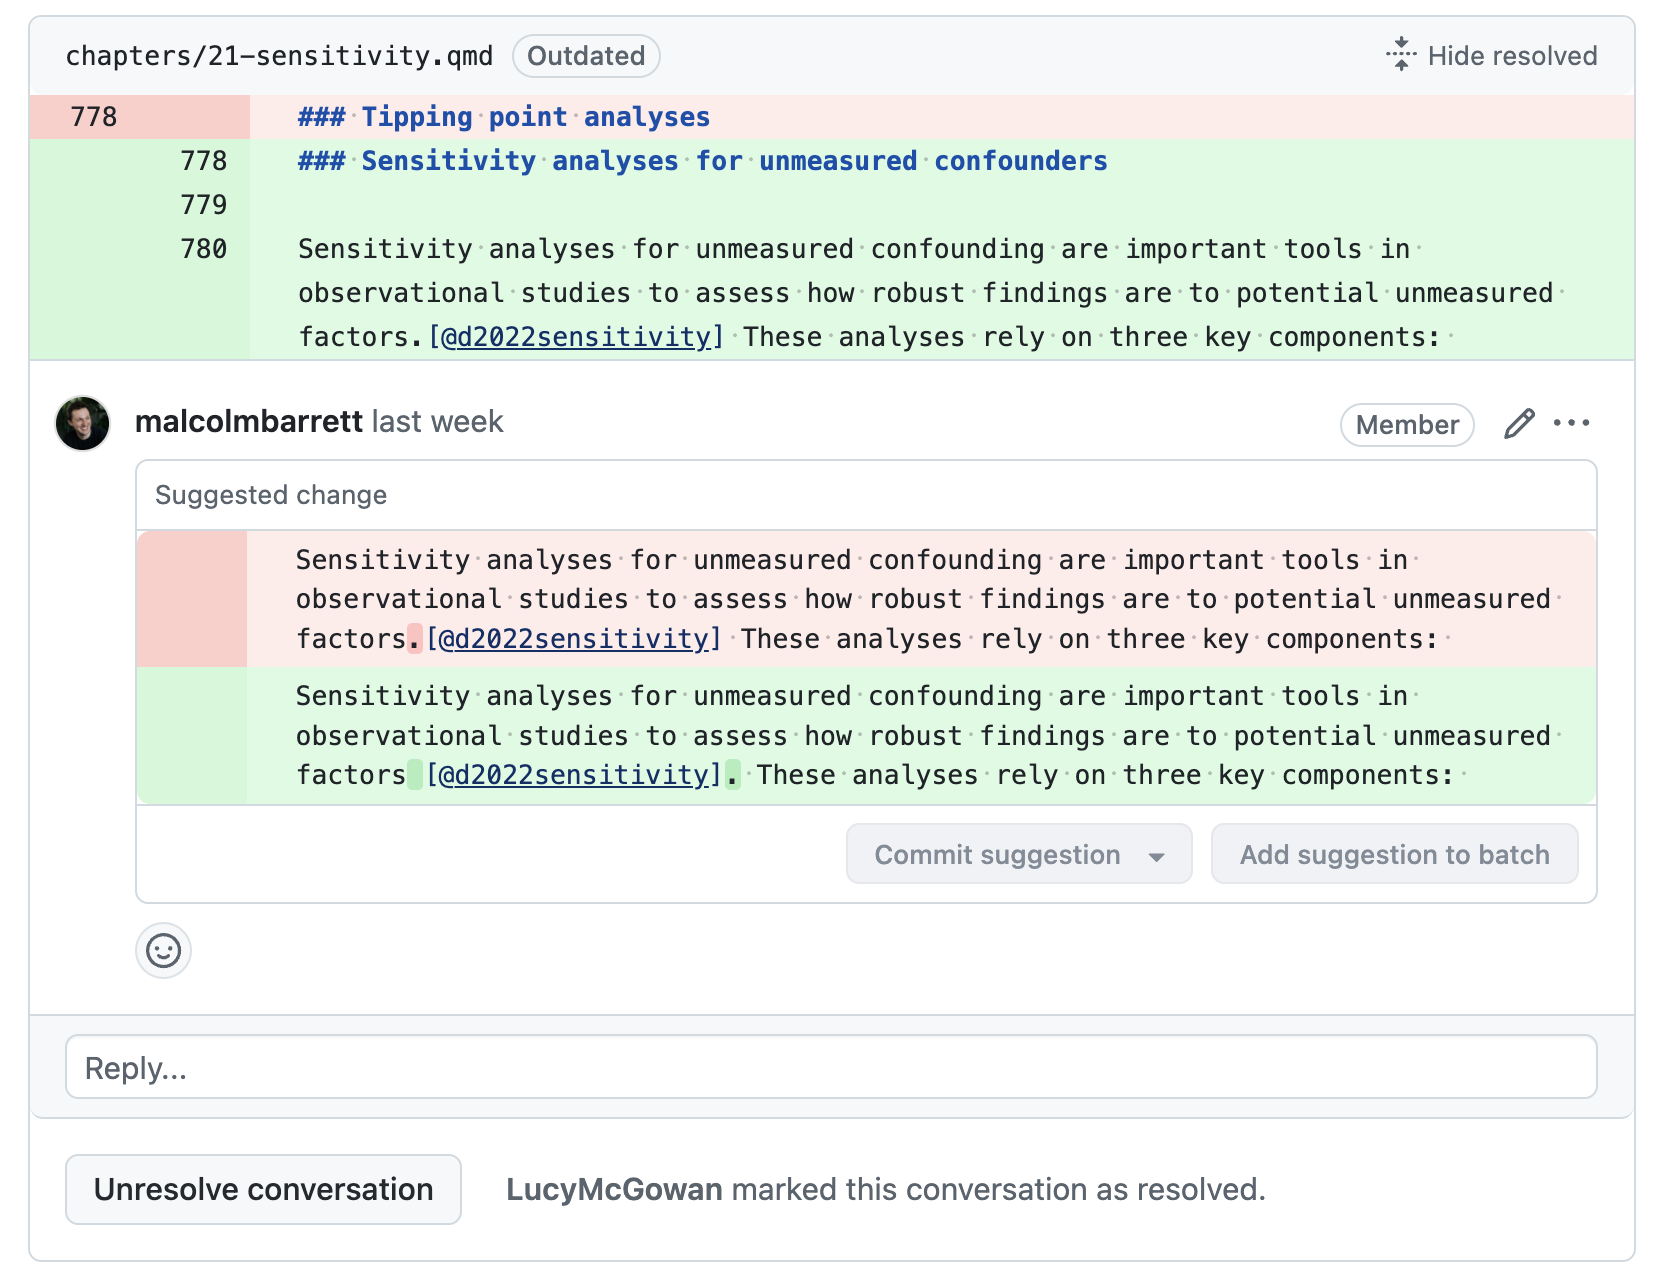 chapters/21-sensitivity.qmd Outdated Hide resolved
778 ### Tipping point analyses
778 ### Sensitivity analyses for unmeasured confounders
779
780 Sensitivity analyses for unmeasured confounding are important tools in
observational studies to assess how robust findings are to potential unmeasured
factors.[@d2022sensitivity] These analyses rely on three key components:
malcolmbarrett last week Member
Suggested change
Sensitivity analyses for unmeasured confounding are important tools in
observational studies to assess how robust findings are to potential unmeasured
factors.[@d2022sensitivity] These analyses rely on three key components:
Sensitivity analyses for unmeasured confounding are important tools in
observational studies to assess how robust findings are to potential unmeasured
factors [@d2022sensitivity]. These analyses rely on three key components:
Commit suggestion Add suggestion to batch
Reply...
Unresolve conversation LucyMcGowan marked this conversation as resolved.